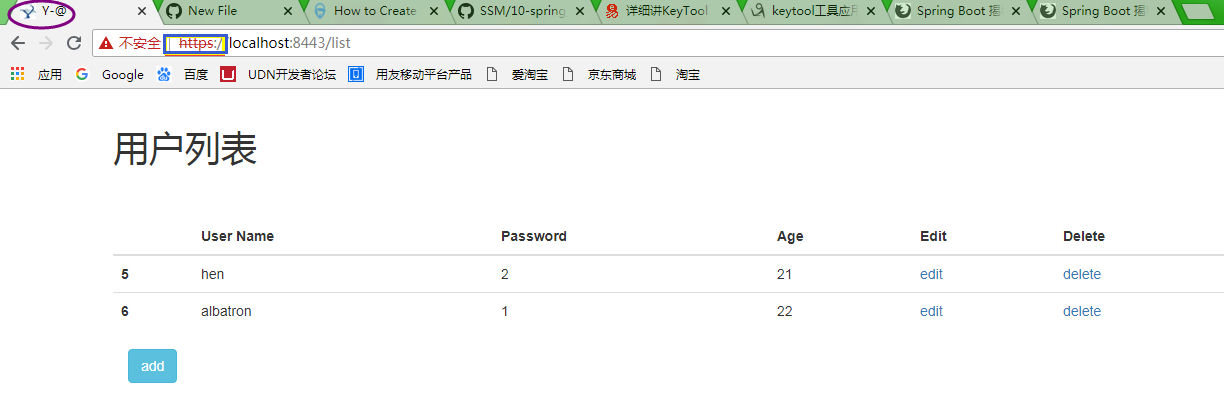 Y-@ New File How to Create SSM/10-spring 详细讲KeyTool keytool工具应用 Spring Boot 揭 Spring Boot 揭
不安全 https://localhost:8443/list
应用 Google 百度 UDN开发者论坛 用友移动平台产品 爱淘宝 京东商城 淘宝
用户列表
User Name Password Age Edit Delete
5 hen 2 21 edit delete
6 albatron 1 22 edit delete
add